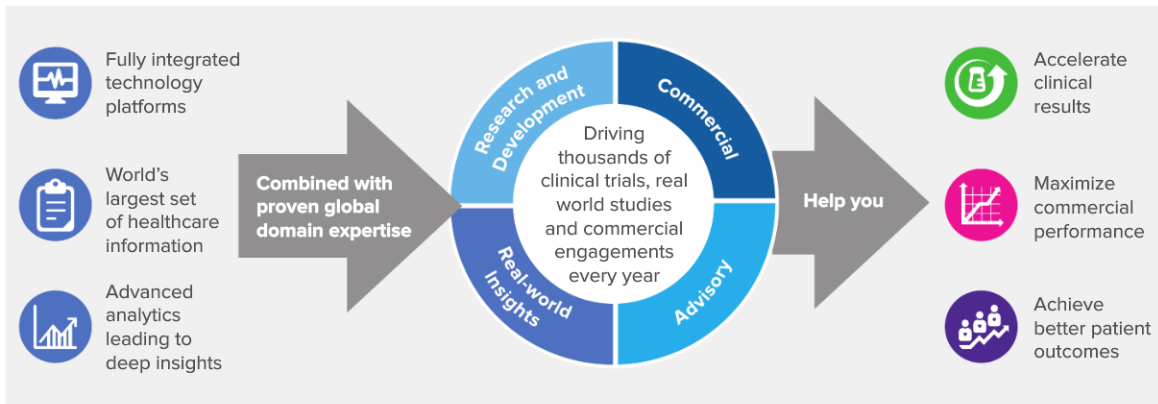 Fully integrated
technology
platforms
World's
largest set
of healthcare
information
Advanced
analytics
leading to
deep insights
Combined with
proven global
domain expertise
Research and
Development
Commercial
Real-world
Insights
Advisory
Driving
thousands of
clinical trials, real
world studies
and commercial
engagements
every year
Help you
Accelerate
clinical
results
Maximize
commercial
performance
Achieve
better patient
outcomes